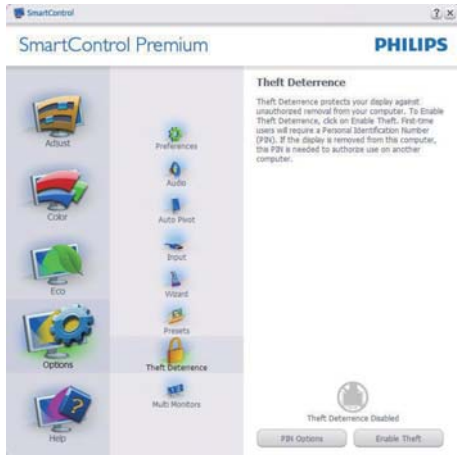 SmartControl
? x
SmartControl Premium
PHILIPS
Adjust
Color
Eco
Options
Help
Preferences
Audio
Auto Pivot
Input
Wizard
Presets
Theft Deterrence
Multi Monitors
Theft Deterrence
Theft Deterrence protects your display against
unauthorized removal from your computer. To Enable
Theft Deterrence, click on Enable Theft. First-time
users will require a Personal Identification Number
(PIN). If the display is removed from this computer,
this PIN is needed to authorize use on another
computer.
Theft Deterrence Disabled
PIN Options
Enable Theft